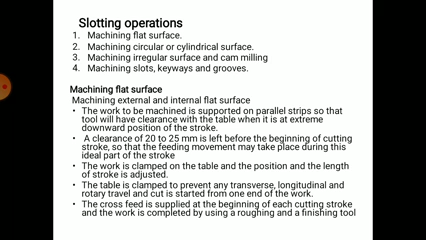 Slotting operations
1. Machining flat surface.
2. Machining circular or cylindrical surface.
3. Machining irregular surface and cam milling
4. Machining slots, keyways and grooves.
Machining flat surface
Machining external and internal flat surface
• The work to be machined is supported on parallel strips so that
tool will have clearance with the table when it is at extreme
downward position of the stroke.
• A clearance of 20 to 25 mm is left before the beginning of cutting
stroke, so that the feeding movement may take place during this
ideal part of the stroke
• The work is clamped on the table and the position and the length
of stroke is adjusted.
• The table is clamped to prevent any transverse, longitudinal and
rotary travel and cut is started from one end of the work.
• The cross feed is supplied at the beginning of each cutting stroke
and the work is completed by using a roughing and a finishing tool